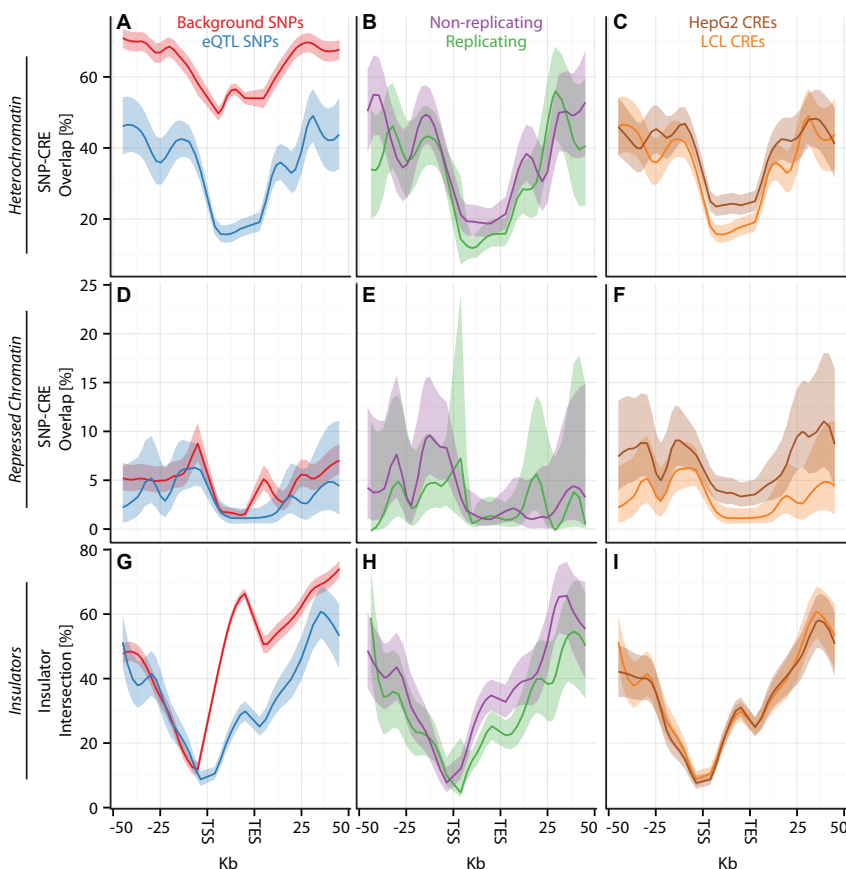 A
Background SNPs
eQTL SNPs
B
Non-replicating
Replicating
C
HepG2 CREs
LCL CREs
Heterochromatin
SNP-CRE
Overlap [%]
60
40
20
D
E
F
Repressed Chromatin
SNP-CRE
Overlap [%]
25
20
15
10
5
0
G
H
I
Insulators
Insulator
Intersection [%]
80
60
40
20
0
-50 -25 TSS TES 25 50
-50 -25 TSS TES 25 50
-50 -25 TSS TES 25 50
Kb Kb Kb